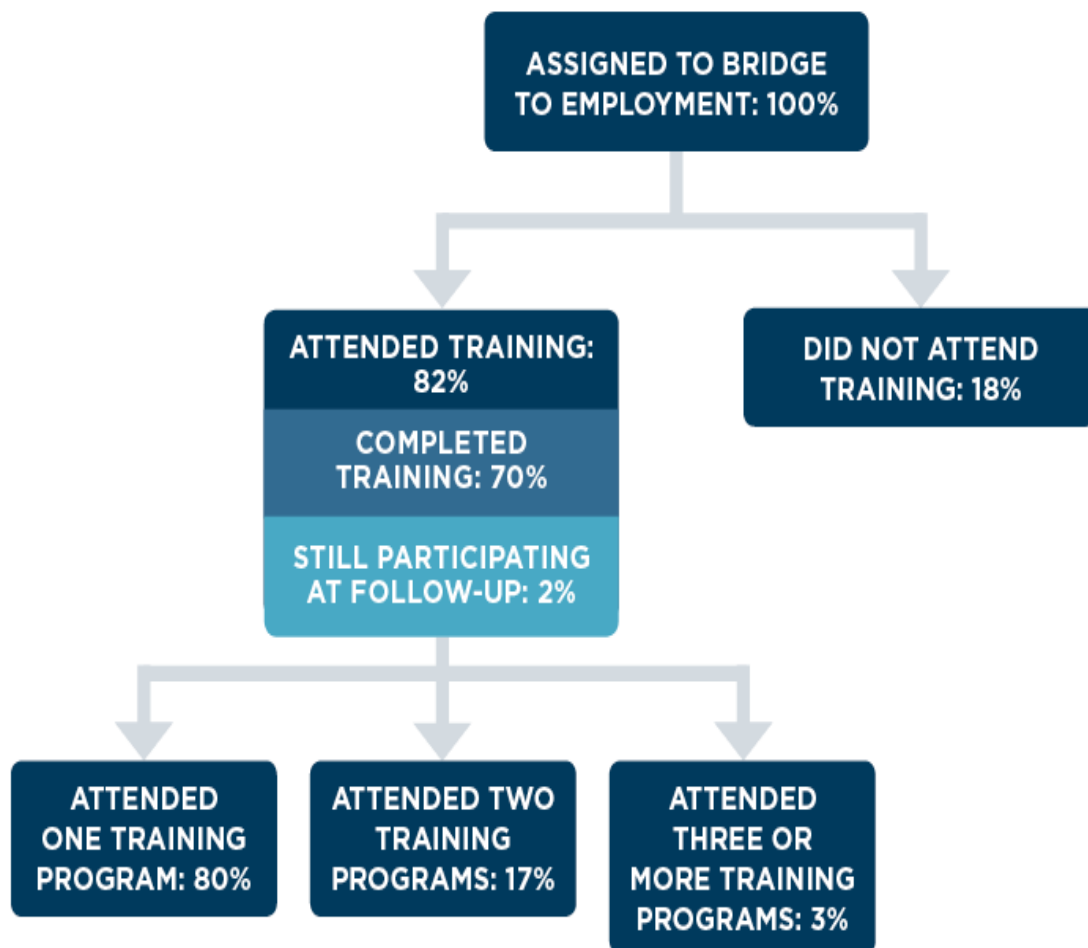 ASSIGNED TO BRIDGE
TO EMPLOYMENT: 100%
ATTENDED TRAINING:
82%
COMPLETED
TRAINING: 70%
STILL PARTICIPATING
AT FOLLOW-UP: 2%
DID NOT ATTEND
TRAINING: 18%
ATTENDED
ONE TRAINING
PROGRAM: 80%
ATTENDED TWO
TRAINING
PROGRAMS: 17%
ATTENDED
THREE OR
MORE TRAINING
PROGRAMS: 3%